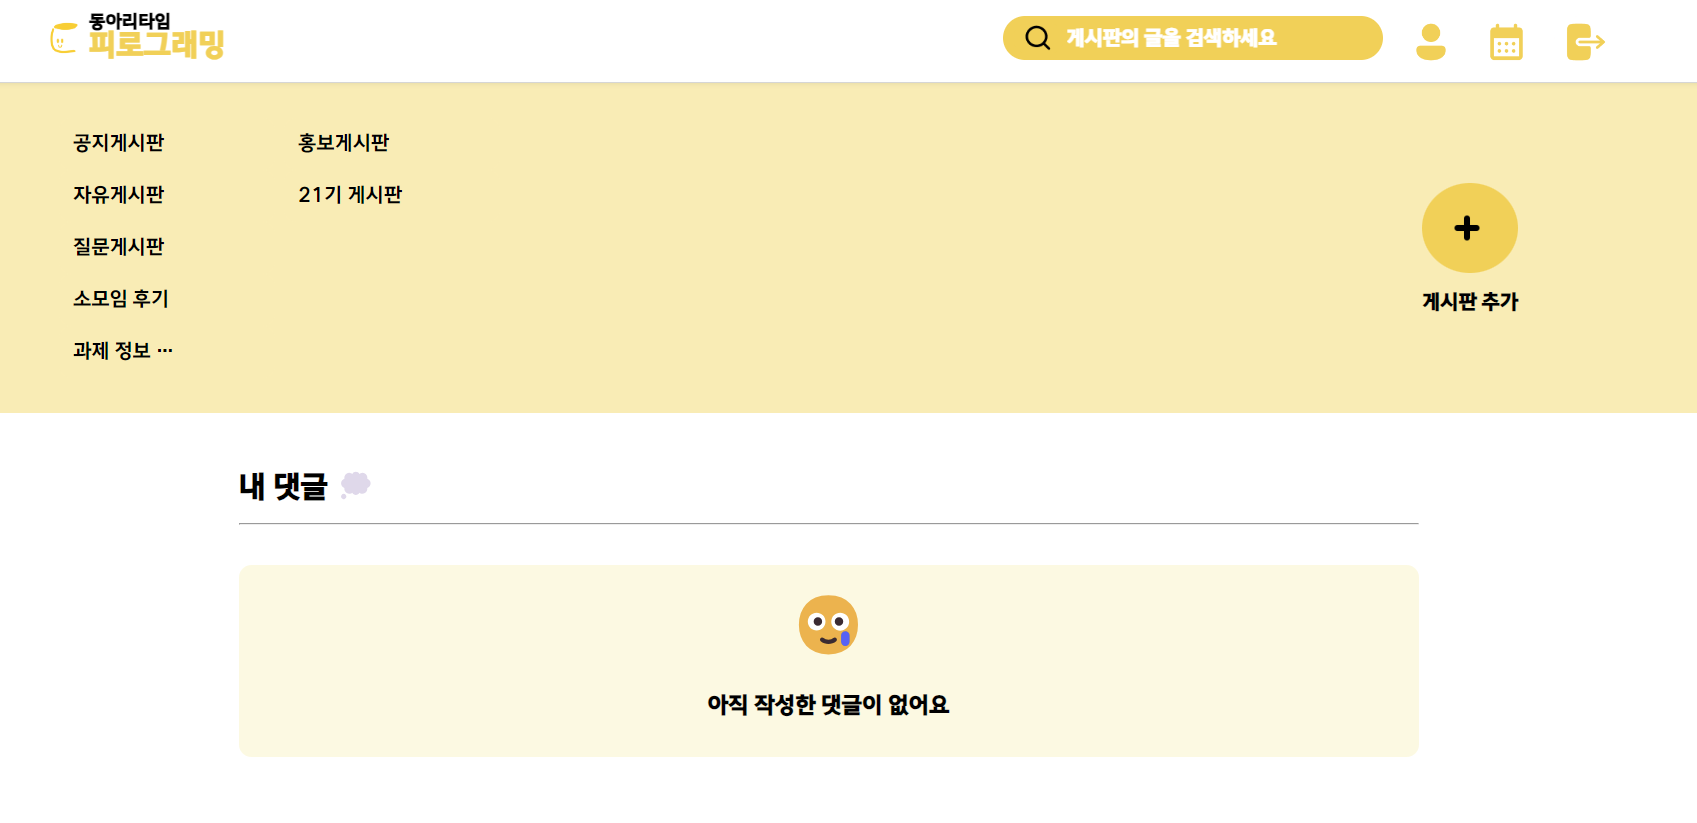 동아리타임
피로그래밍
게시판의 글을 검색하세요
공지게시판
홍보게시판
자유게시판
21기 게시판
질문게시판
소모임 후기
과제 정보 ···
게시판 추가
내 댓글
아직 작성한 댓글이 없어요